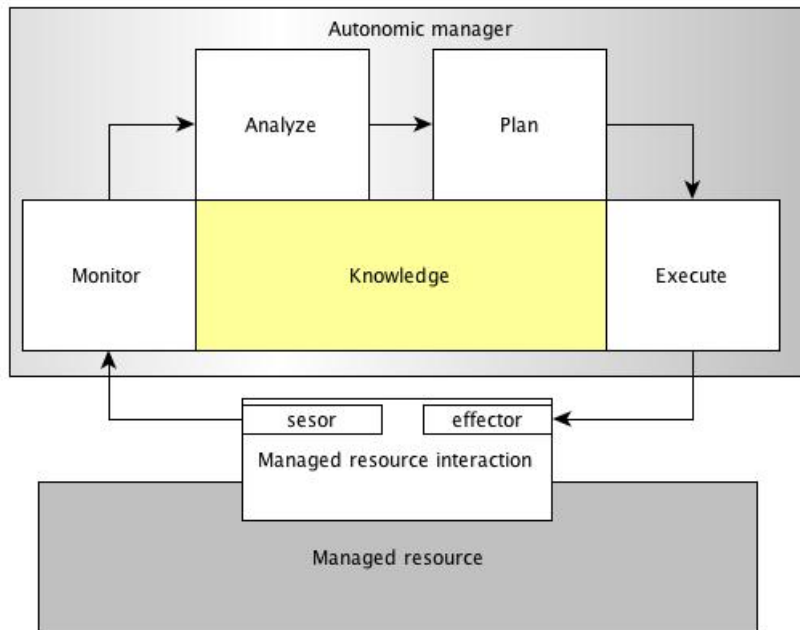 Autonomic manager
Analyze
Plan
Monitor
Knowledge
Execute
sesor
effector
Managed resource interaction
Managed resource